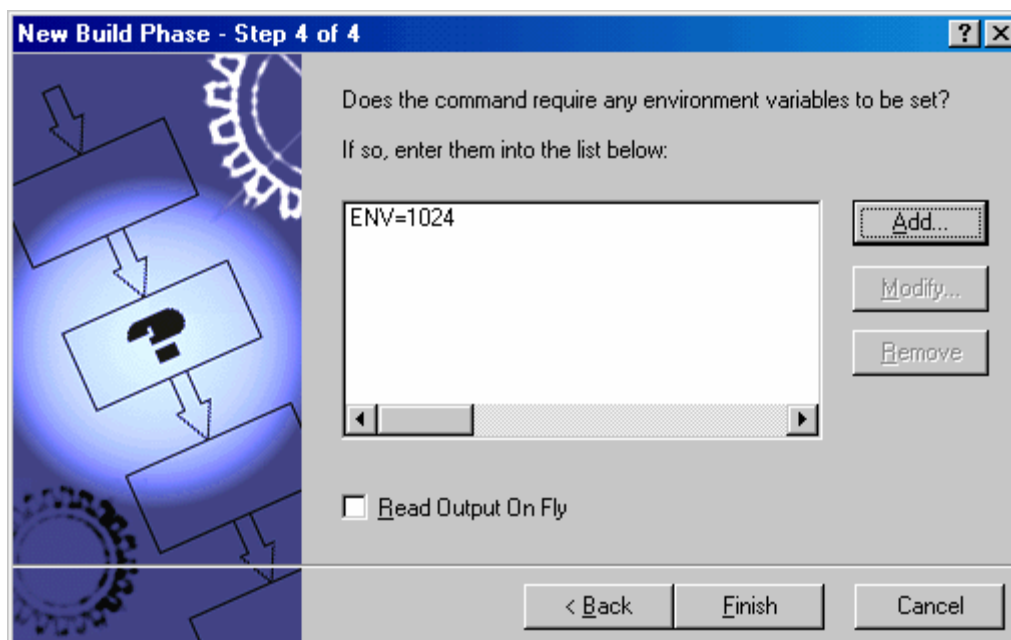 New Build Phase - Step 4 of 4
Does the command require any environment variables to be set?
If so, enter them into the list below:
ENV=1024
Add...
Modify...
Remove
Read Output On Fly
< Back
Finish
Cancel